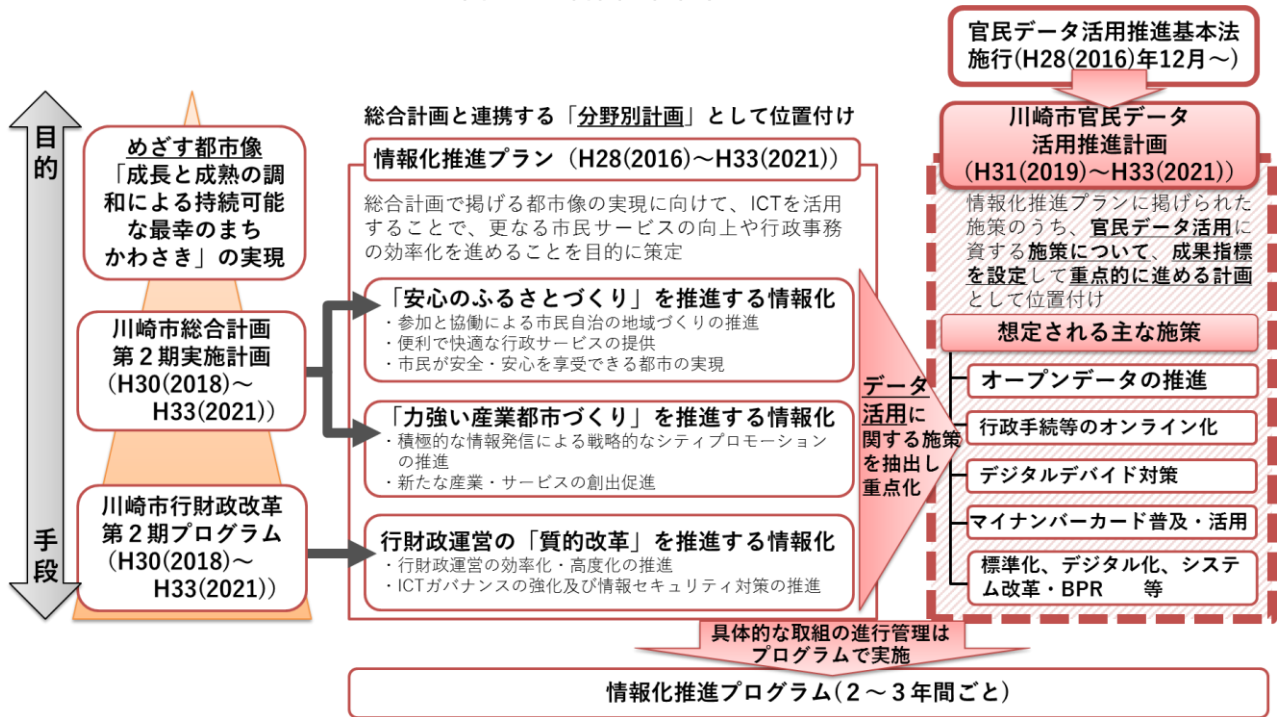 官民データ活用推進基本法
施行(H28(2016)年12月～)
目的
手段
めざす都市像
「成長と成熟の調
和による持続可能
な最幸のまち
かわさき」の実現
川崎市総合計画
第２期実施計画
(H30(2018)～
H33(2021))
川崎市行財政改革
第２期プログラム
(H30(2018)～
H33(2021))
総合計画と連携する「分野別計画」として位置付け
情報化推進プラン（H28(2016)～H33(2021)）
総合計画で掲げる都市像の実現に向けて、ICTを活用
することで、更なる市民サービスの向上や行政事務
の効率化を進めることを目的に策定
「安心のふるさとづくり」を推進する情報化
・参加と協働による市民自治の地域づくりの推進
・便利で快適な行政サービスの提供
・市民が安全・安心を享受できる都市の実現
「力強い産業都市づくり」を推進する情報化
・積極的な情報発信による戦略的なシティプロモーション
の推進
・新たな産業・サービスの創出促進
行財政運営の「質的改革」を推進する情報化
・行財政運営の効率化・高度化の推進
・ICTガバナンスの強化及び情報セキュリティ対策の推進
データ
活用に
関する施策
を抽出し
重点化
川崎市官民データ
活用推進計画
(H31(2019)～H33(2021))
情報化推進プランに掲げられた
施策のうち、官民データ活用に
資する施策について、成果指標
を設定して重点的に進める計画
として位置付け
想定される主な施策
オープンデータの推進
行政手続等のオンライン化
デジタルデバイド対策
マイナンバーカード普及・活用
標準化、デジタル化、システ
ム改革・BPR　　等
具体的な取組の進行管理は
プログラムで実施
情報化推進プログラム(２～３年間ごと)